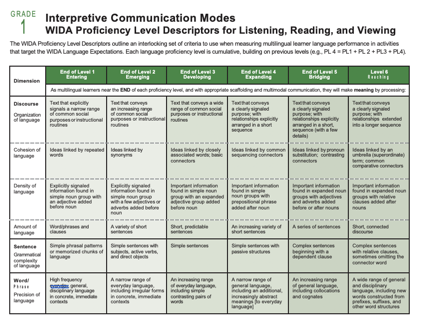 GRADE
1
Interpretive Communication Modes
WIDA Proficiency Level Descriptors for Listening, Reading, and Viewing
The WIDA Proficiency Level Descriptors outline an interlocking set of criteria to use when measuring multilingual learner language performance in activities
that target the WIDA Language Expectations. Each language proficiency level is cumulative, building on previous levels (e.g., PL 4 = PL1 + PL 2 + PL3 + PL4).
Dimension
End of Level 1
Entering
End of Level 2
Emerging
End of Level 3
Developing
End of Level 4
Expanding
End of Level 5
Bridging
Level 6
Reaching
As multilingual learners near the END of each proficiency level, and with appropriate scaffolding and multimodal communication, they will make meaning by processing:
Discourse
Organization
of language
Text that explicitly
signals a narrow range
of common social
purposes or instructional
routines
Text that conveys
an increasing range
of common social
purposes or instructional
routines
Text that conveys a wide
range of common social
purposes or instructional
routines
Text that conveys
a clearly signaled
purpose; with
relationships explicitly
arranged in a short
sequence
Text that conveys
a clearly signaled
purpose; with
relationships explicitly
arranged in a short,
sequence (with a few
details)
Text that conveys
a clearly signaled
purpose, with
relationships extended
into a longer sequence
Cohesion of
language
Ideas linked by
repeated words
Ideas linked by
synonyms
Ideas linked by closely
associated words; basic
connectors
Ideas linked by common
sequencing connectors
Ideas linked by pronoun
substitution; contrasting
connectors
Ideas linked by an
umbrella (superordinate)
term; common
comparative connectors
Density of
language
Explicitly signaled
information found in
simple noun group with
an adjective added
before noun
Explicitly signaled
information found in
simple noun group with
a few adjectives or
adverbs added before
noun
Important information
found in simple noun
group with an expanded
adjective group added
before noun
Important information
found in simple
noun groups with
prepositional phrase
added after noun
Important information
found in expanded noun
groups with adjectives
and adverbs added
before or after nouns
Important information
found in expanded noun
groups with relative
clauses added after
nouns
Amount of
language
Words/phrases and
clauses
A variety of short
sentences
Short, predictable
sentences
An increasing variety of
short sentences
A series of sentences
Short, connected
discourse
Sentence
Grammatical
complexity
of language
Simple phrasal patterns
or memorized chunks of
language
Simple sentences with
subjects, active verbs,
and direct objects
Simple sentences
Simple sentences with
passive structures
Complex sentences
beginning with a
dependent clause
Complex sentences
with relative clauses,
sometimes omitting the
connector word
Word/
Phrase
Precision of
language
High frequency
everyday, general,
disciplinary language
in concrete, immediate
contexts
A narrow range of
everyday language,
including irregular forms
in concrete, immediate
contexts
An increasing range
of everyday language,
including simple
contrasting pairs of
words
A narrow range of
general language,
including an additional,
increasingly abstract
meanings [to everyday
language]
An increasing range
of general language,
including collocations
and cognates
A wide range of general
and disciplinary
language, including new
words constructed from
prefixes, suffixes, and
other word structures